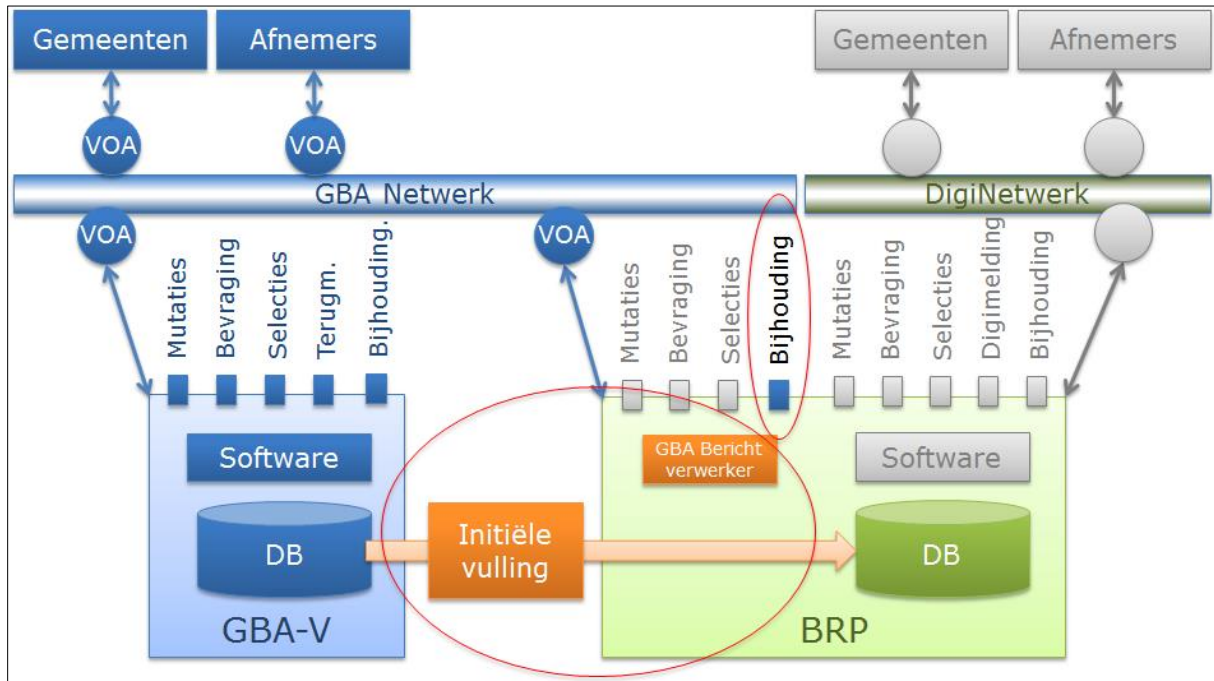 Gemeenten
Afnemers
Gemeenten
Afnemers
VOA
VOA
GBA Netwerk
DigiNetwerk
VOA
VOA
Mutaties
Bevraging
Selecties
Terugm.
Bijhouding.
Mutaties
Bevraging
Selecties
Bijhouding
Mutaties
Bevraging
Selecties
Digimelding
Bijhouding
Software
GBA Bericht
verwerker
Software
DB
Initiële
vulling
DB
GBA-V
BRP